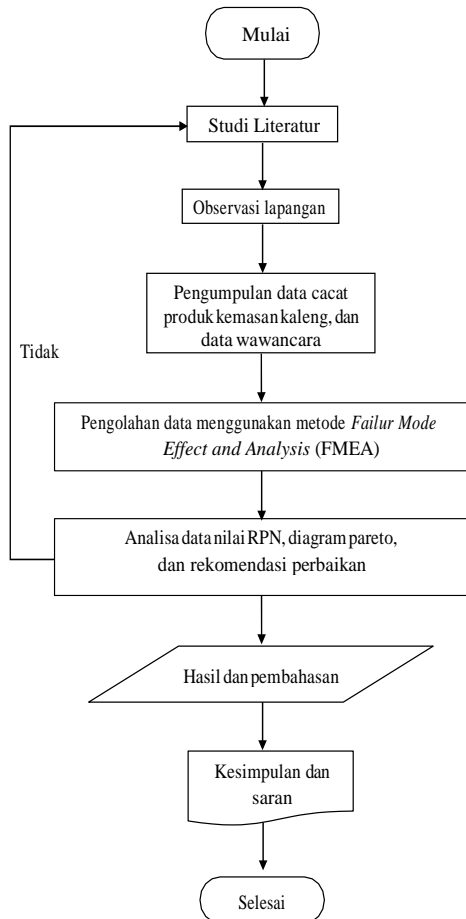 Mulai
Studi Literatur
Observasi lapangan
Pengumpulan data cacat
produk kemasan kaleng, dan
data wawancara
Tidak
Pengolahan data menggunakan metode Failur Mode
Effect and Analysis (FMEA)
Analisa data nilai RPN, diagram pareto,
dan rekomendasi perbaikan
Hasil dan pembahasan
Kesimpulan dan
saran
Selesai